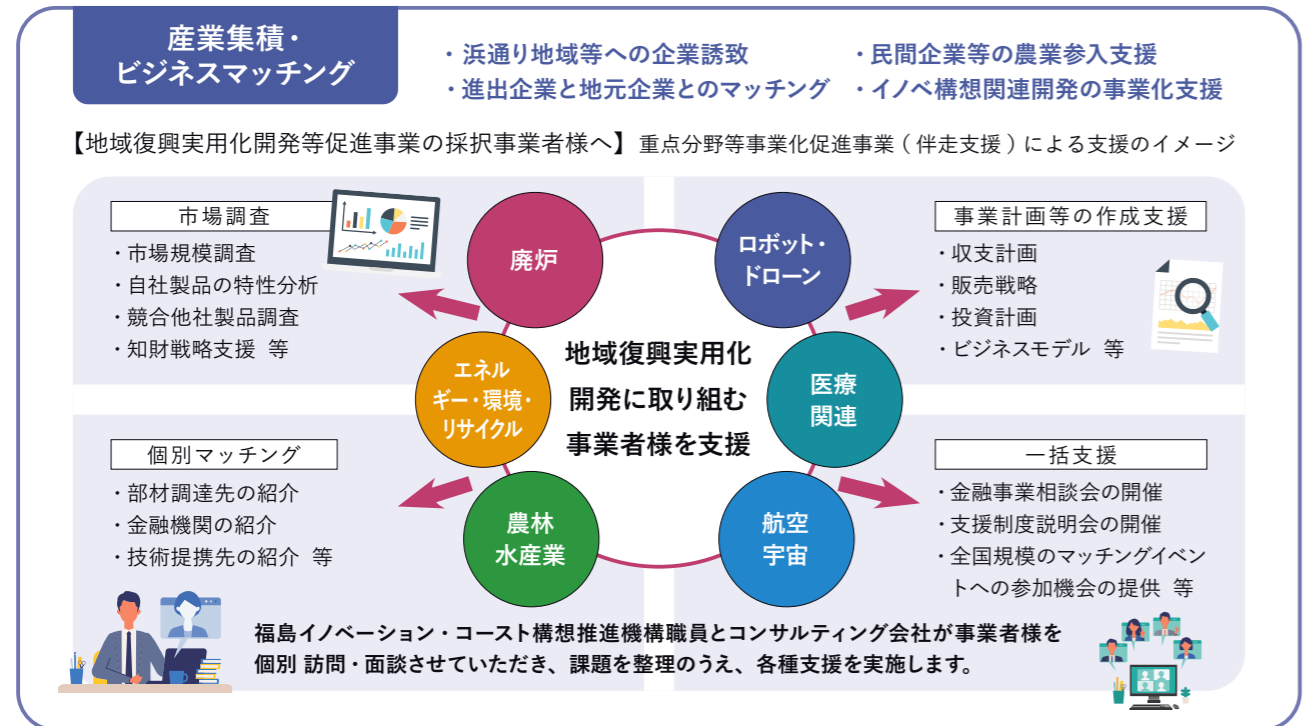 産業集積・
ビジネスマッチング
・浜通り地域等への企業誘致
・民間企業等の農業参入支援
・進出企業と地元企業とのマッチング
・イノベ構想関連開発の事業化支援
【地域復興実用化開発等促進事業の採択事業者様へ】重点分野等事業化促進事業(伴走支援)による支援のイメージ
市場調査
・市場規模調査
・自社製品の特性分析
・競合他社製品調査
・知財戦略支援 等
廃炉
ロボット・
ドローン
事業計画等の作成支援
・収支計画
・販売戦略
・投資計画
・ビジネスモデル 等
エネル
ギー・環境・
リサイクル
地域復興実用化
開発に取り組む
事業者様を支援
医療
関連
個別マッチング
・部材調達先の紹介
・金融機関の紹介
・技術提携先の紹介 等
農林
水産業
航空
宇宙
一括支援
・金融事業相談会の開催
・支援制度説明会の開催
・全国規模のマッチングイベン
トへの参加機会の提供 等
福島イノベーション・コースト構想推進機構職員とコンサルティング会社が事業者様を
個別 訪問・面談させていただき、課題を整理のうえ、各種支援を実施します。